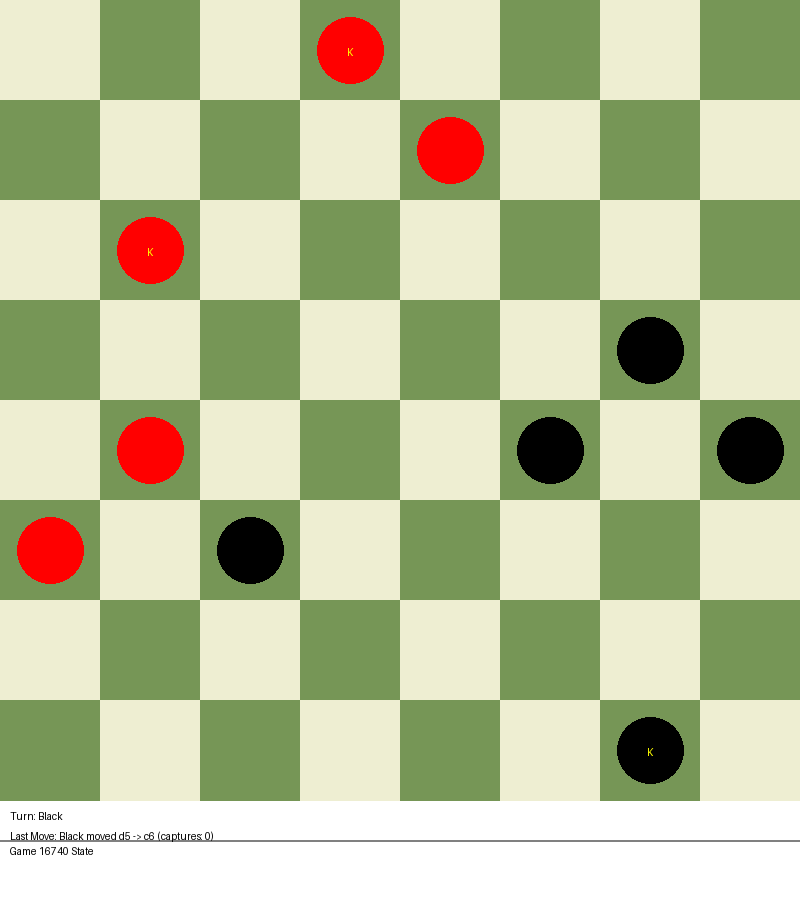 K
K
K
Turn: Black
Last Move: Black moved d5 -> c6 (captures: 0)
Game 16740 State